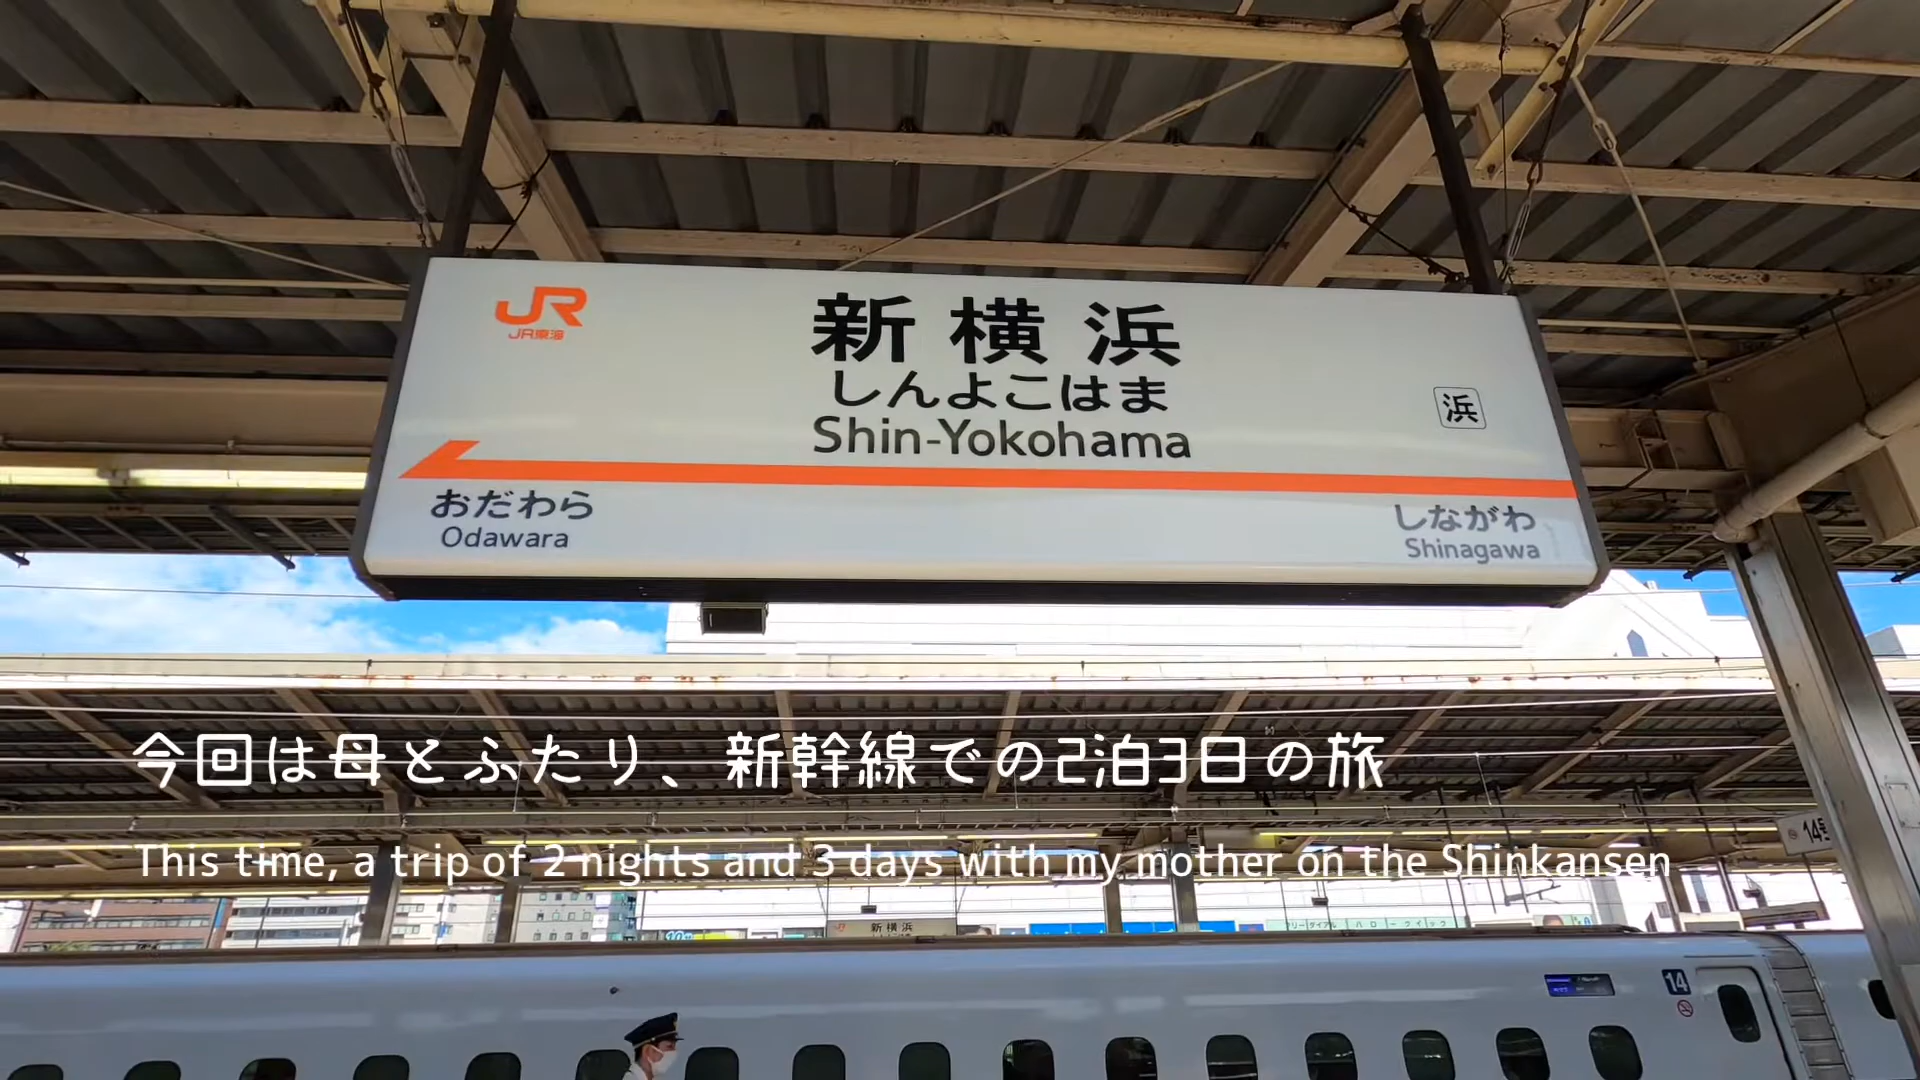 JR
JR東海
新横浜
しんよこはま
Shin-Yokohama
浜
おだわら
Odawara
しながわ
Shinagawa
今回は母とふたり、新幹線での2泊3日の旅
This time, a trip of 2 nights and 3 days with my mother on the Shinkansen
新横浜
14